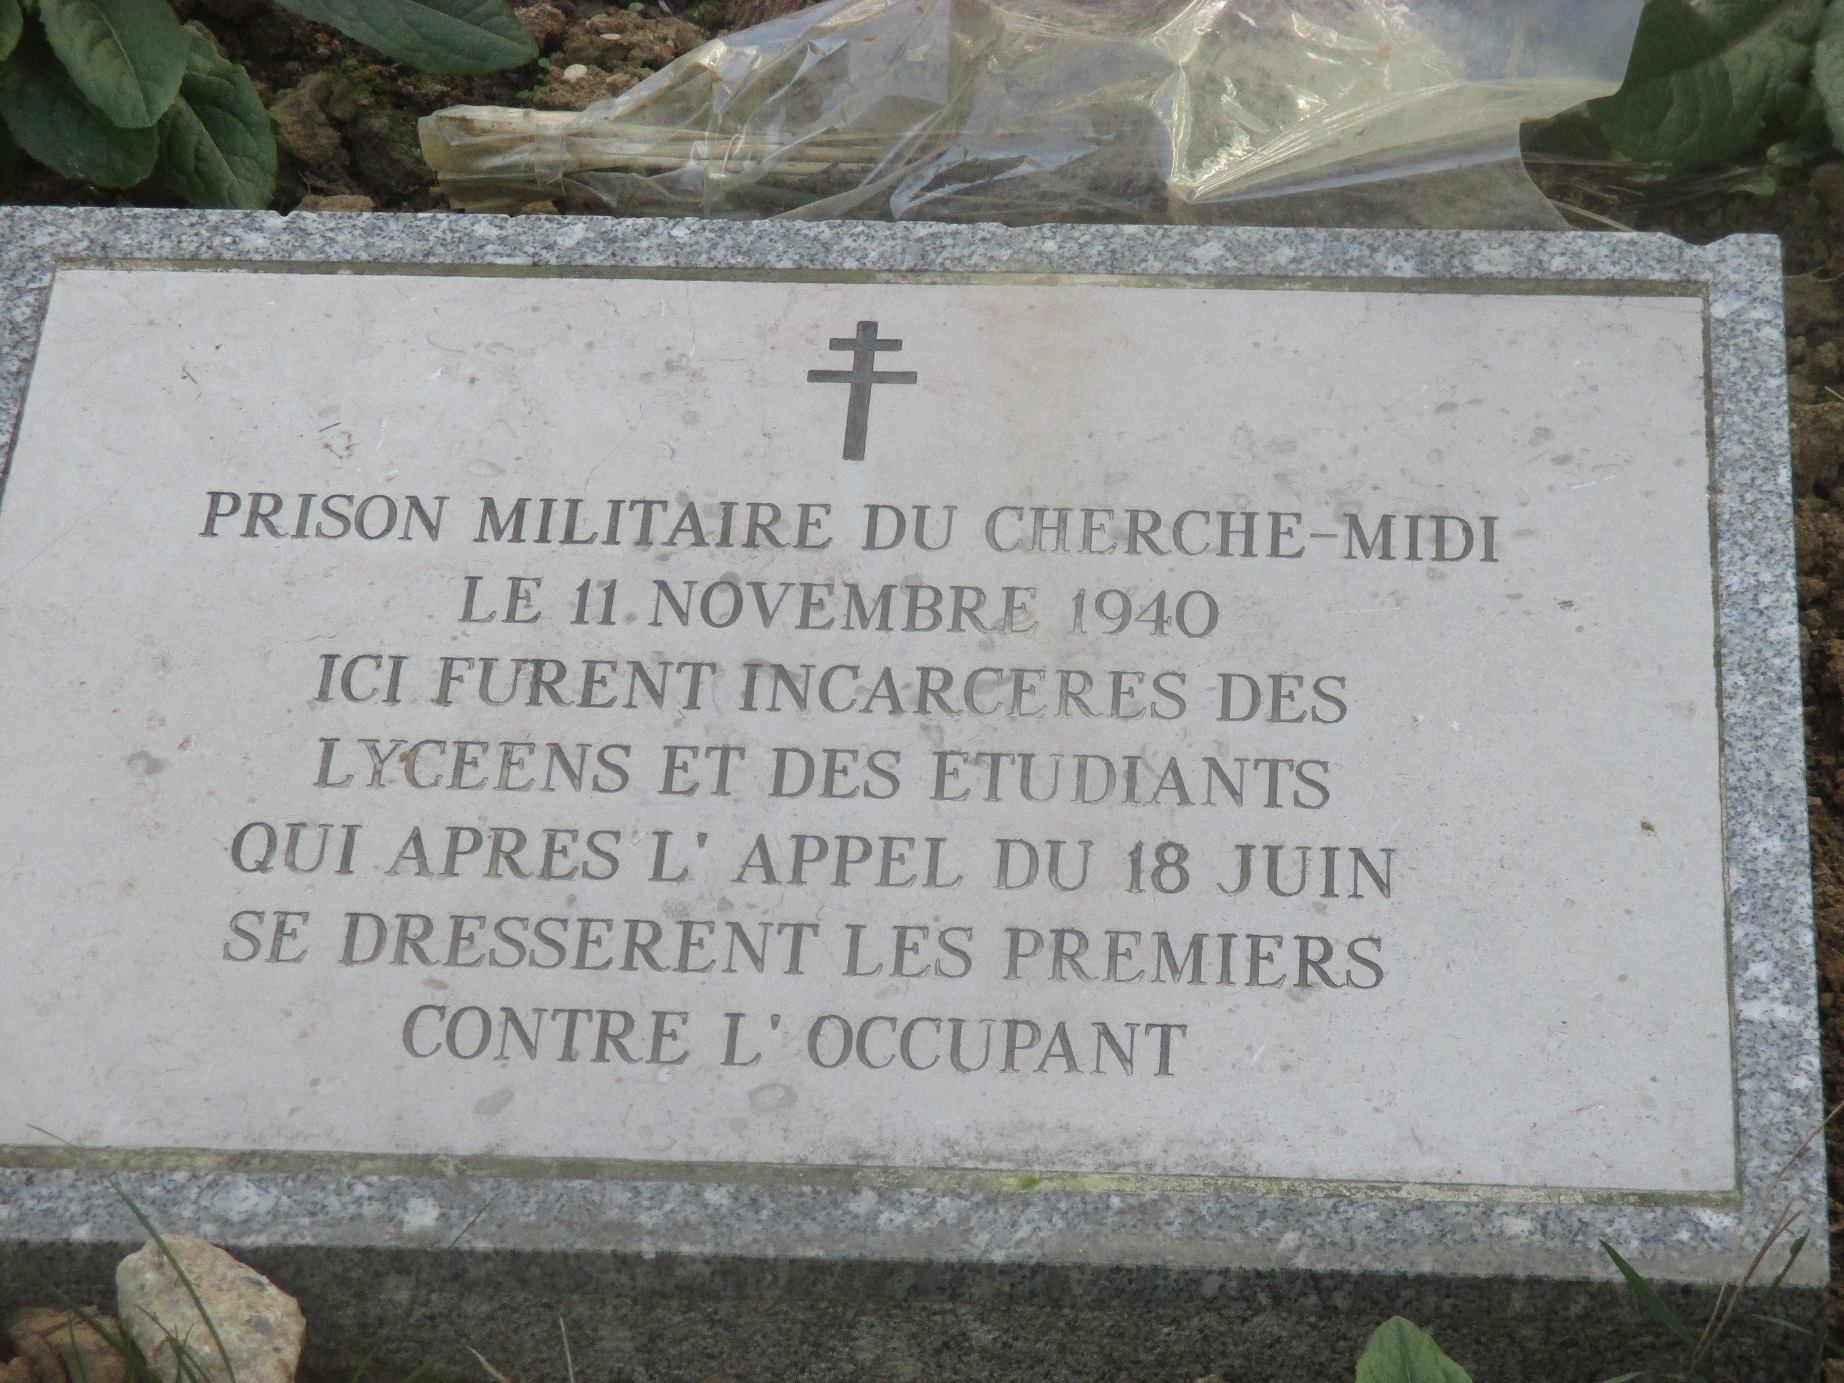 PRISON MILITAIRE DU CHERCHE-MIDI
LE 11 NOVEMBRE 1940
ICI FURENT INCARCERES DES
LYCEENS ET DES ETUDIANTS
QUI APRES L' APPEL DU 18 JUIN
SE DRESSERENT LES PREMIERS
CONTRE L' OCCUPANT